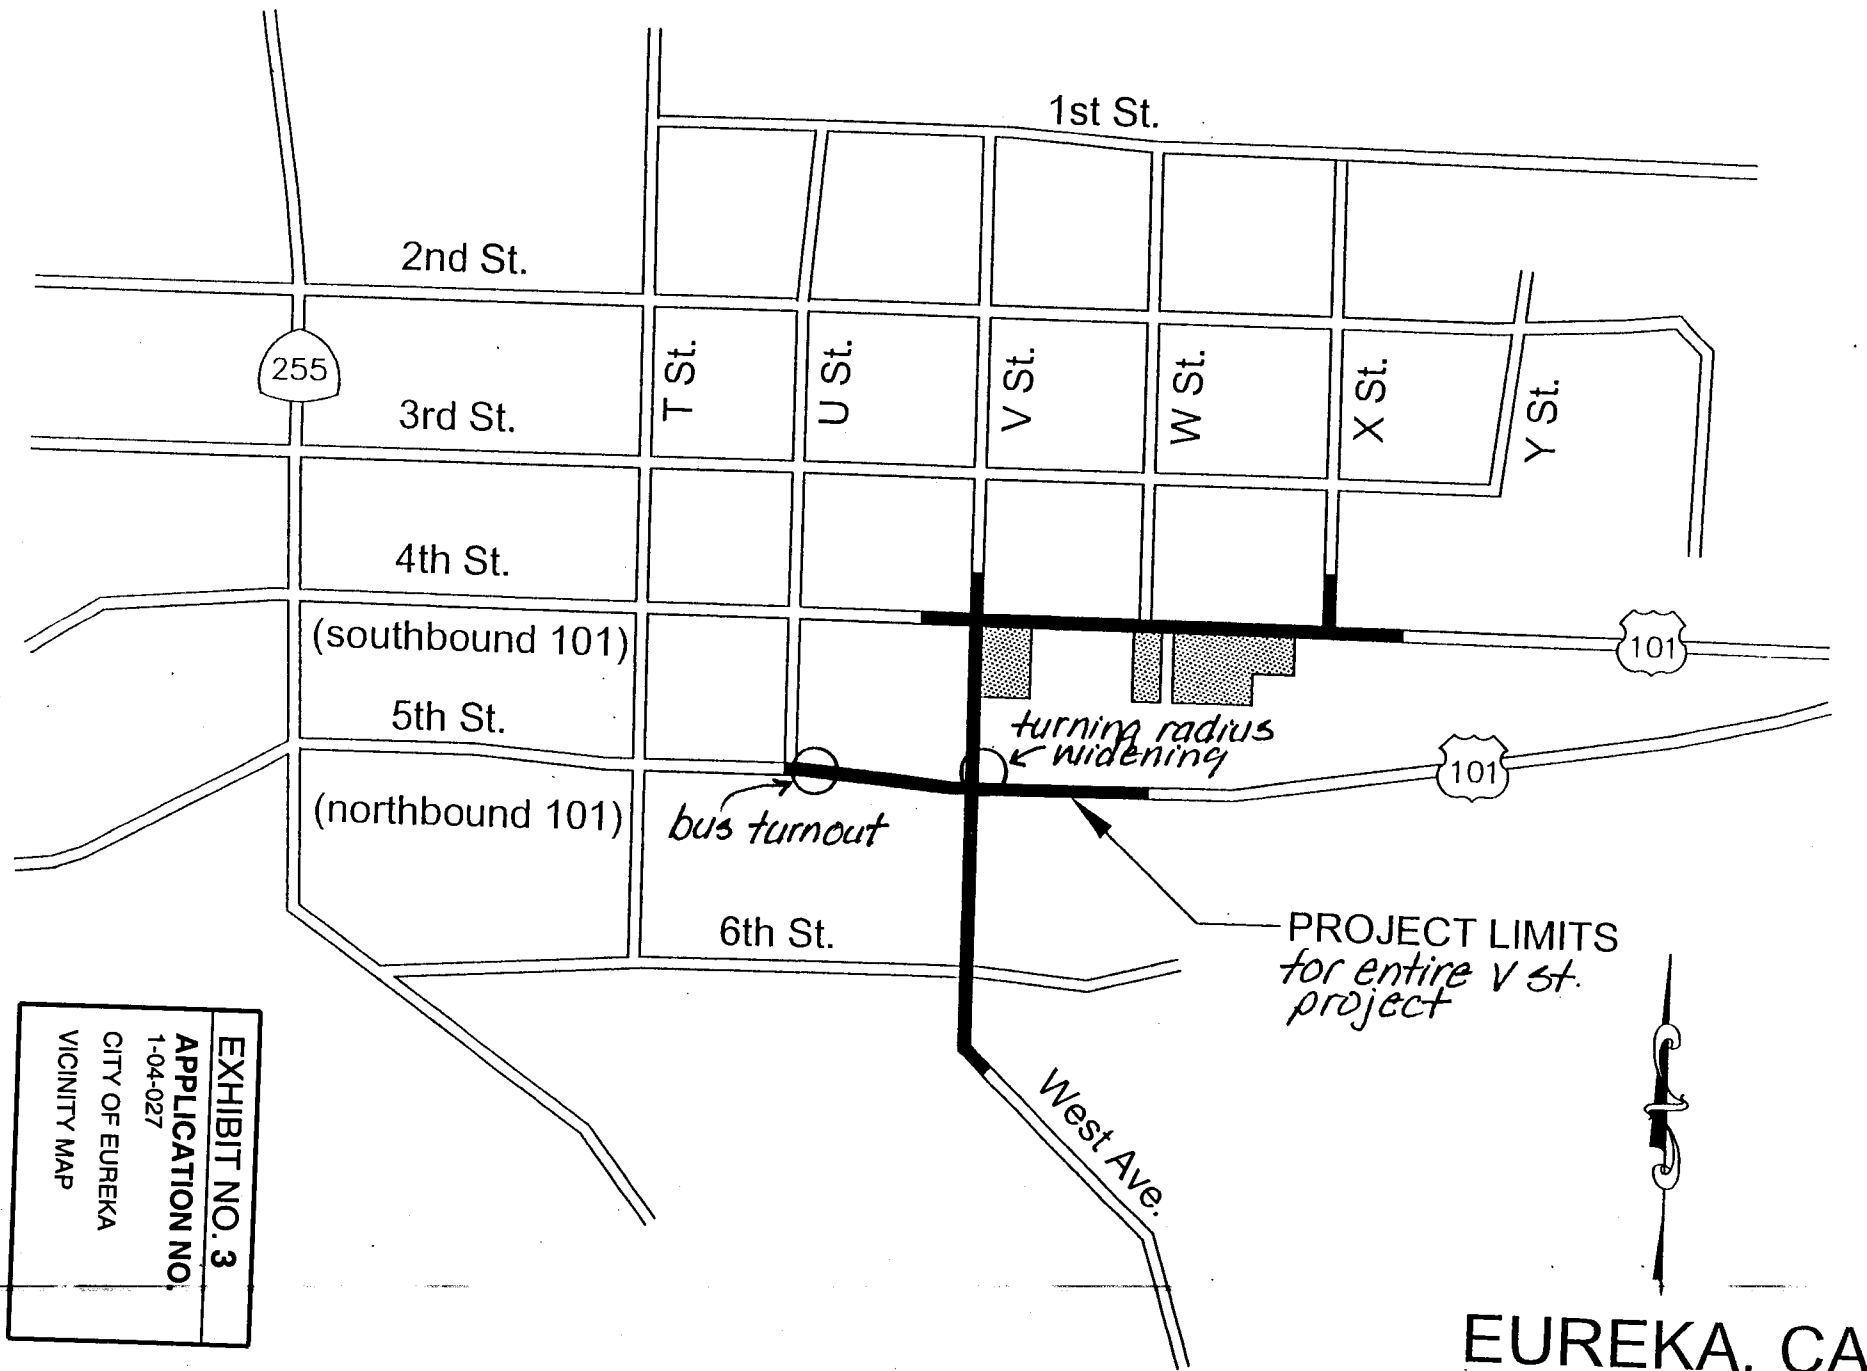 1st St.
2nd St.
255
T St.
U St.
V St.
W St.
X St.
Y St.
3rd St.
4th St.
(southbound 101)
101
5th St.
turning radius
widening
101
(northbound 101)
bus turnout
6th St.
PROJECT LIMITS
for entire V st.
project
West Ave.
EXHIBIT NO. 3
APPLICATION NO.
1-04-027
CITY OF EUREKA
VICINITY MAP
EUREKA, CA